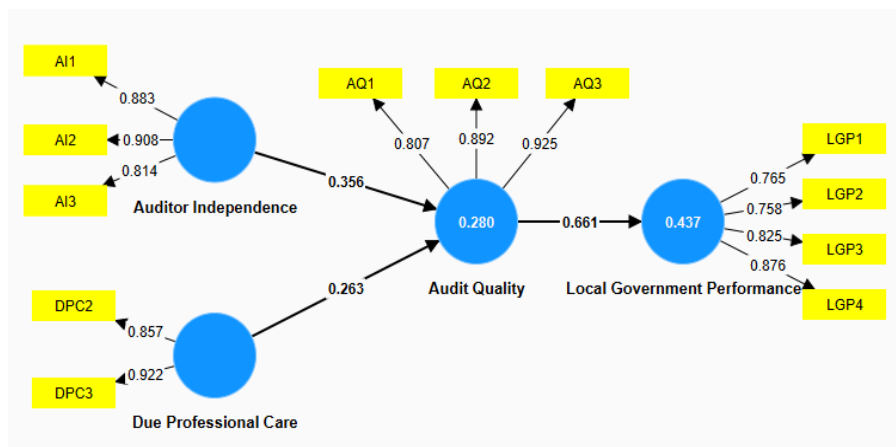 AI1
0.883
AI2
0.908
AI3
0.814
Auditor Independence
0.356
DPC2
0.857
DPC3
0.922
Due Professional Care
0.263
AQ1
AQ2
AQ3
0.807
0.892
0.925
0.280
Audit Quality
0.661
0.437
Local Government Performance
LGP1
0.765
LGP2
0.758
LGP3
0.825
LGP4
0.876